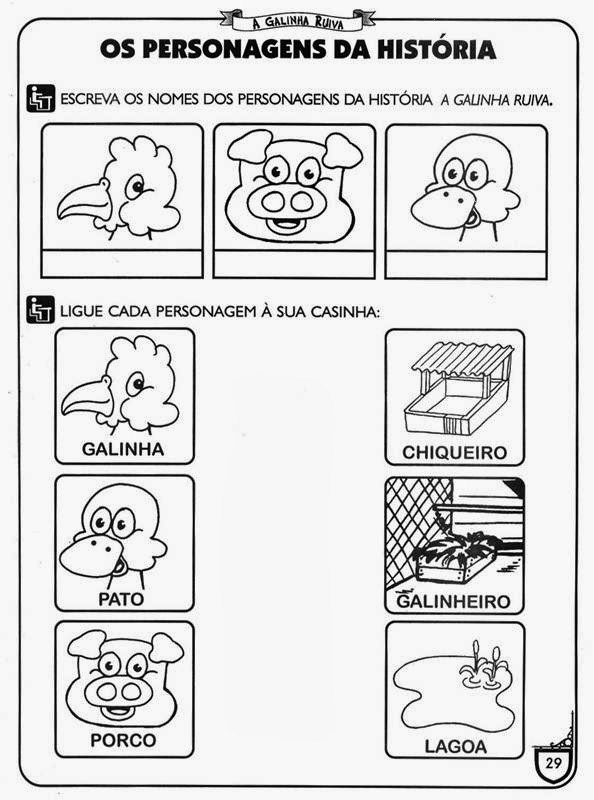 A GALINHA RUIVA
OS PERSONAGENS DA HISTÓRIA
ESCREVA OS NOMES DOS PERSONAGENS DA HISTÓRIA A GALINHA RUIVA.
LIGUE CADA PERSONAGEM À SUA CASINHA:
GALINHA
CHIQUEIRO
PATO
GALINHEIRO
PORCO
LAGOA
29